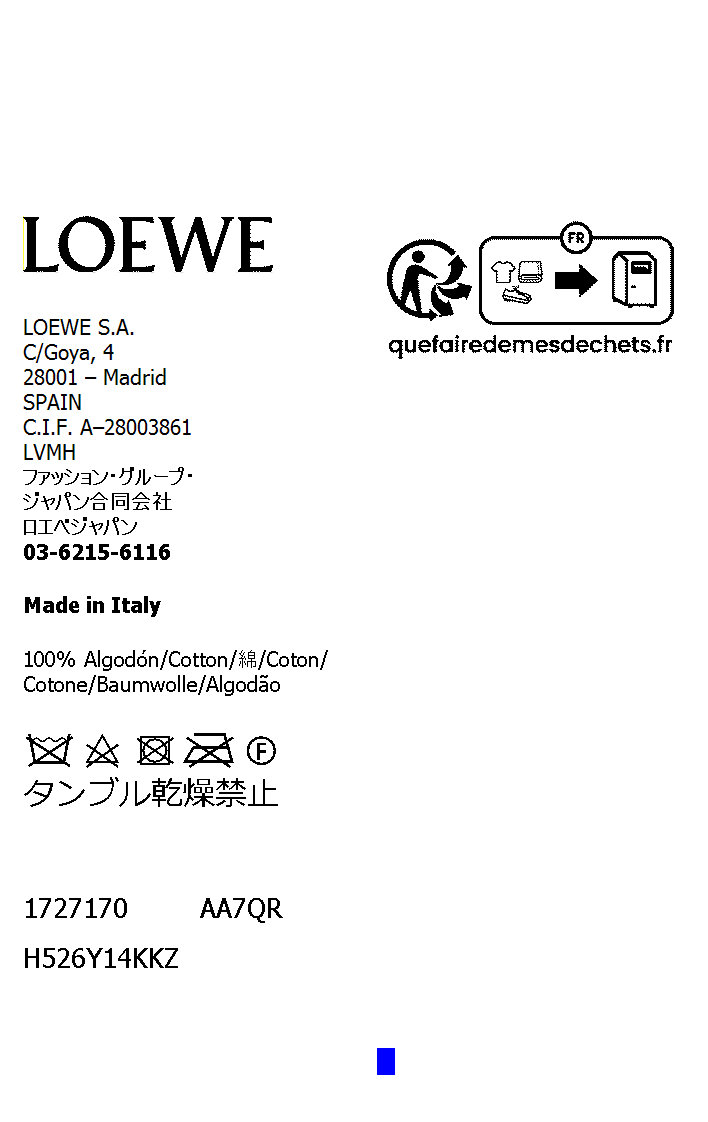 LOEWE
FR
quefairedemesdechets.fr
LOEWE S.A.
C/Goya, 4
28001 – Madrid
SPAIN
C.I.F. A–28003861
LVMH
ファッション・グループ・
ジャパン合同会社
ロエベジャパン
03-6215-6116
Made in Italy
100% Algodón/Cotton/綿/Coton/
Cotone/Baumwolle/Algodão
F
タンブル乾燥禁止
1727170 AA7QR
H526Y14KKZ